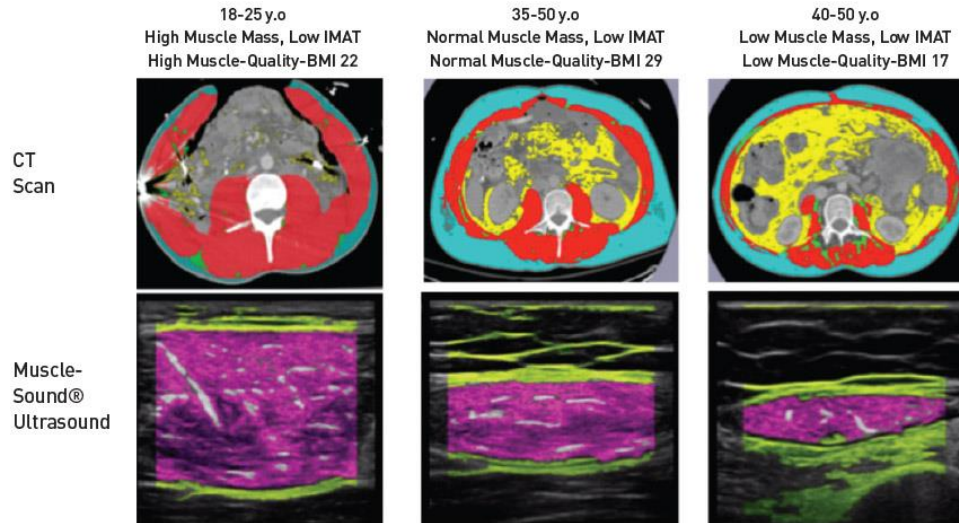 18-25 y.o
High Muscle Mass, Low IMAT
High Muscle-Quality-BMI 22
35-50 y.o
Normal Muscle Mass, Low IMAT
Normal Muscle-Quality-BMI 29
40-50 y.o
Low Muscle Mass, Low IMAT
Low Muscle-Quality-BMI 17
CT
Scan
Muscle-
Sound®
Ultrasound